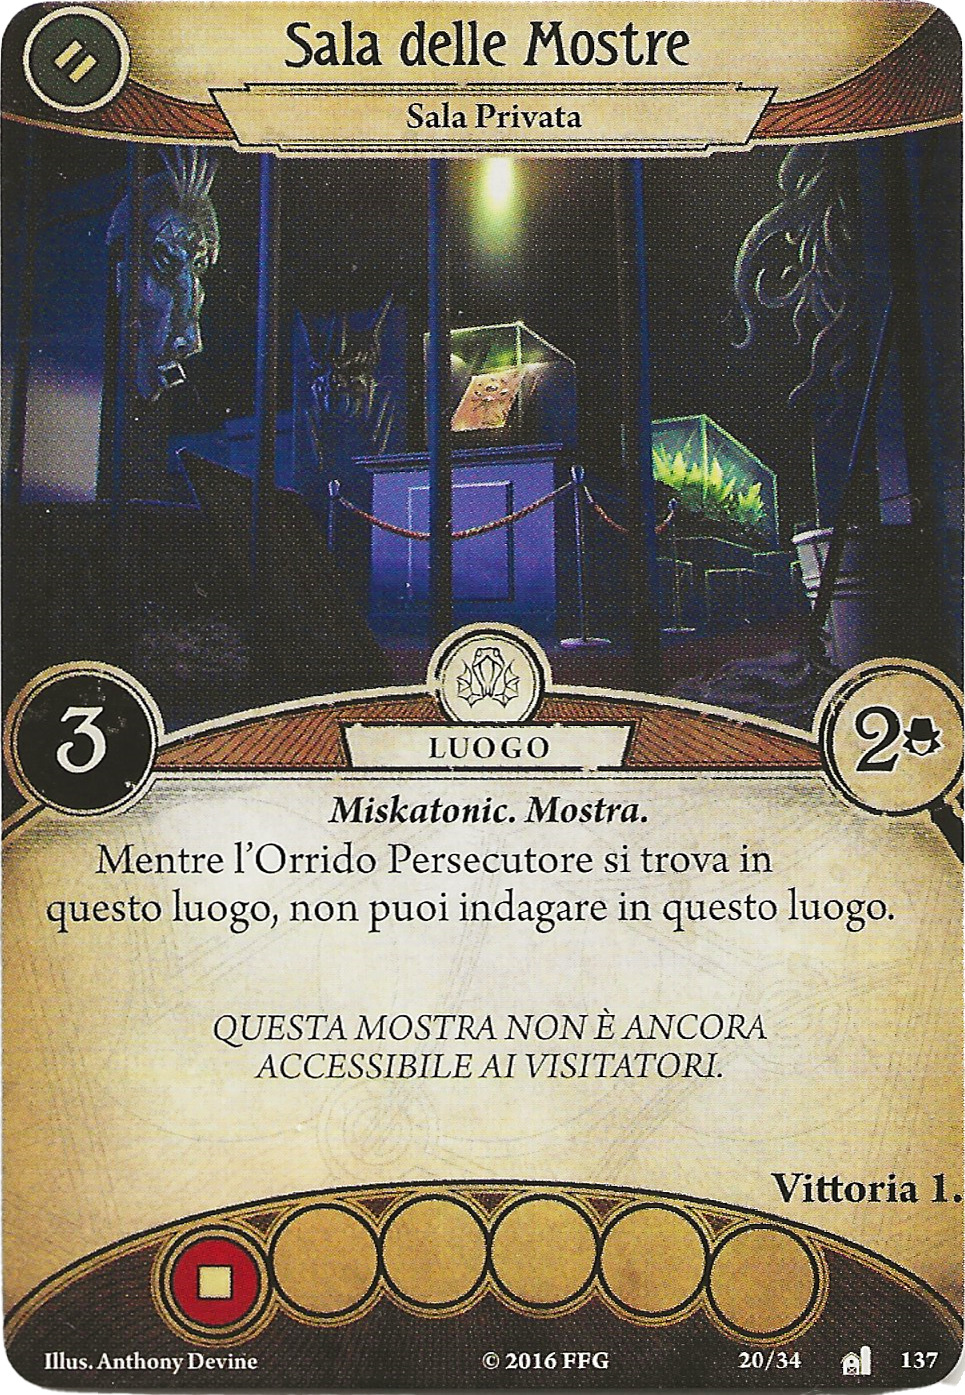 Sala delle Mostre
Sala Privata
3
2
LUOGO
Miskatonic. Mostra.
Mentre l'Orrido Persecutore si trova in
questo luogo, non puoi indagare in questo luogo.
QUESTA MOSTRA NON È ANCORA
ACCESSIBILE AI VISITATORI.
Vittoria 1.
Illus. Anthony Devine
© 2016 FFG
20/34
137